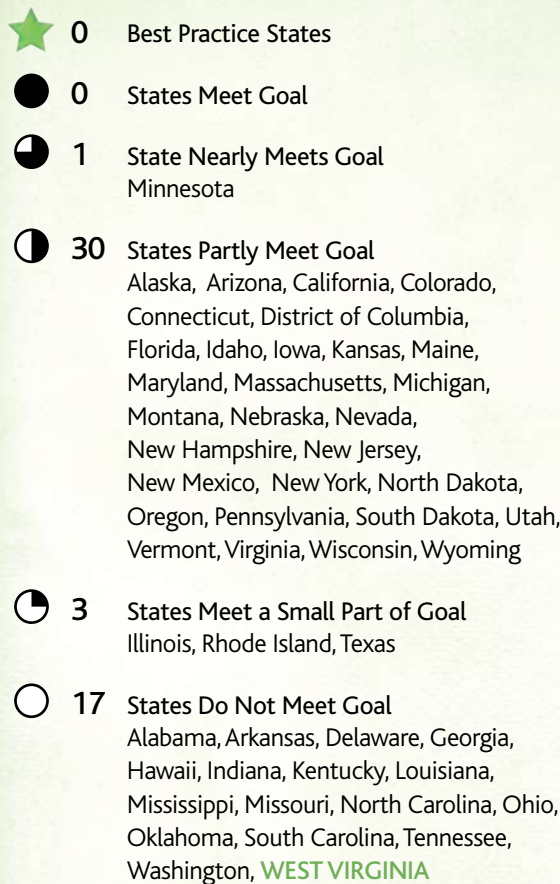 0 Best Practice States
0 States Meet Goal
1 State Nearly Meets Goal
Minnesota
30 States Partly Meet Goal
Alaska, Arizona, California, Colorado,
Connecticut, District of Columbia,
Florida, Idaho, Iowa, Kansas, Maine,
Maryland, Massachusetts, Michigan,
Montana, Nebraska, Nevada,
New Hampshire, New Jersey,
New Mexico, New York, North Dakota,
Oregon, Pennsylvania, South Dakota, Utah,
Vermont, Virginia, Wisconsin, Wyoming
3 States Meet a Small Part of Goal
Illinois, Rhode Island, Texas
17 States Do Not Meet Goal
Alabama, Arkansas, Delaware, Georgia,
Hawaii, Indiana, Kentucky, Louisiana,
Mississippi, Missouri, North Carolina, Ohio,
Oklahoma, South Carolina, Tennessee,
Washington, WEST VIRGINIA